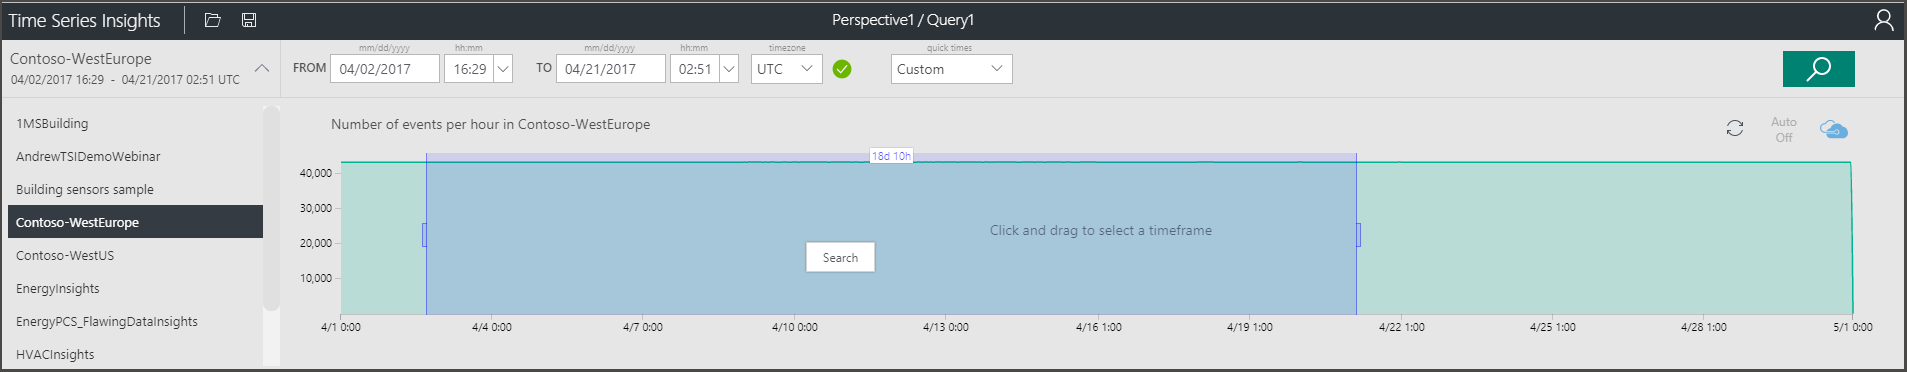 Time Series Insights
Perspective1 / Query1
Contoso-WestEurope
04/02/2017 16:29 - 04/21/2017 02:51 UTC
mm/dd/yyyy hh:mm mm/dd/yyyy hh:mm timezone quick times
FROM 04/02/2017 16:29 TO 04/21/2017 02:51 UTC Custom
1MSBuilding
AndrewTSIDemoWebinar
Building sensors sample
Contoso-WestEurope
Contoso-WestUS
EnergyInsights
EnergyPCS_FlawingDataInsights
HVACInsights
Number of events per hour in Contoso-WestEurope
Auto
Off
18d 10h
40,000
30,000
20,000
10,000
Click and drag to select a timeframe
Search
4/1 0:00 4/4 0:00 4/7 0:00 4/10 0:00 4/13 0:00 4/16 1:00 4/19 1:00 4/22 1:00 4/25 1:00 4/28 1:00 5/1 0:00